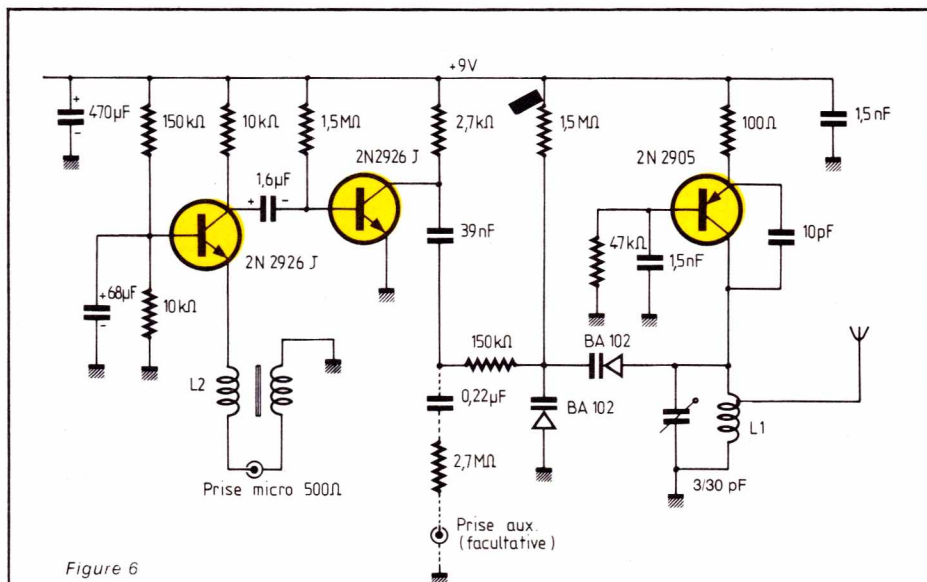 +9V
+
470µF
-
150kΩ
10kΩ
1,5MΩ
2,7kΩ
1,5MΩ
100Ω
1,5nF
2N2926 J
2N 2905
1,6µF
+
-
39nF
47kΩ
1,5nF
10pF
2N 2926 J
+
68µF
-
10kΩ
150kΩ
BA 102
L2
0,22µF
BA 102
L1
2,7MΩ
3/30 pF
Prise micro 500Ω
Prise aux.
(facultative)
Figure 6